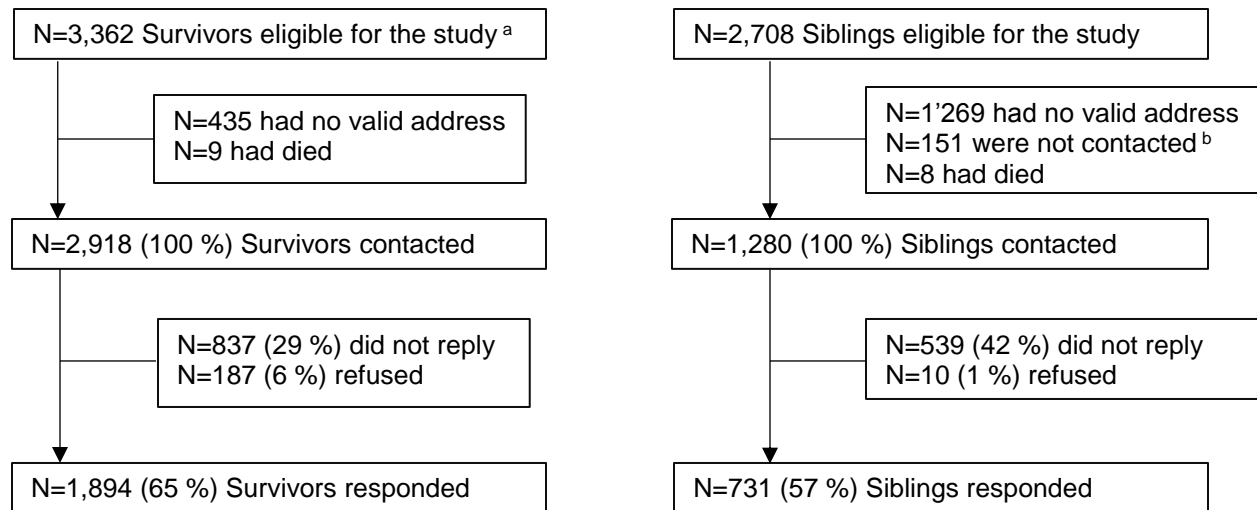 N=3,362 Survivors eligible for the study a
N=435 had no valid address
N=9 had died
N=2,918 (100 %) Survivors contacted
N=837 (29 %) did not reply
N=187 (6 %) refused
N=1,894 (65 %) Survivors responded
N=2,708 Siblings eligible for the study
N=1'269 had no valid address
N=151 were not contacted b
N=8 had died
N=1,280 (100 %) Siblings contacted
N=539 (42 %) did not reply
N=10 (1 %) refused
N=731 (57 %) Siblings responded